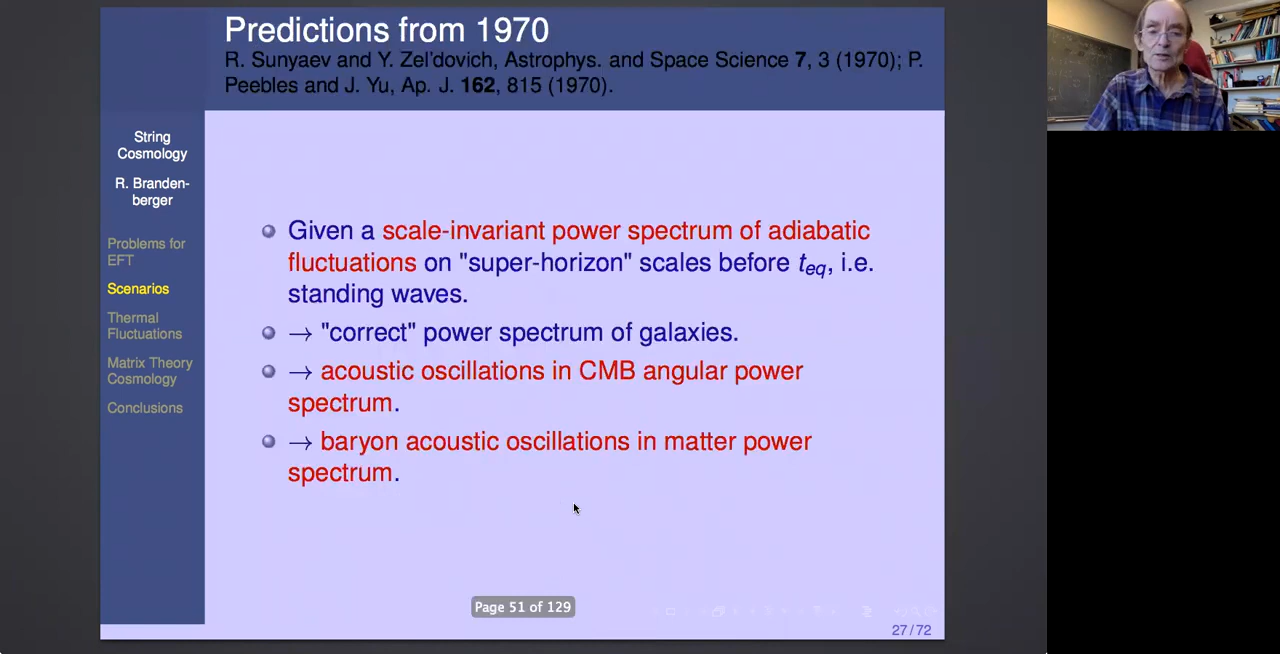 Predictions from 1970
R. Sunyaev and Y. Zel'dovich, Astrophys. and Space Science 7, 3 (1970); P.
Peebles and J. Yu, Ap. J. 162, 815 (1970).
String
Cosmology
R. Branden-
berger
Problems for
EFT
Scenarios
Thermal
Fluctuations
Matrix Theory
Cosmology
Conclusions
Given a scale-invariant power spectrum of adiabatic
fluctuations on "super-horizon" scales before t_eq, i.e.
standing waves.
→ "correct" power spectrum of galaxies.
→ acoustic oscillations in CMB angular power
spectrum.
→ baryon acoustic oscillations in matter power
spectrum.
Page 51 of 129
27/72